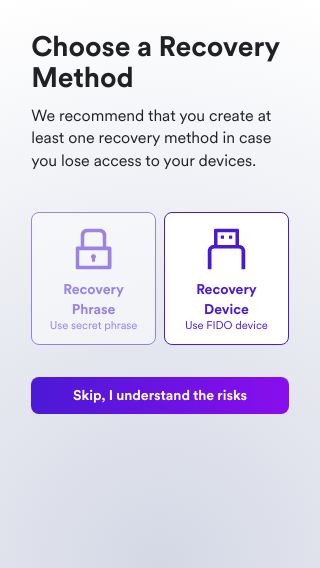 Choose a Recovery
Method
We recommend that you create at
least one recovery method in case
you lose access to your devices.
Recovery
Phrase
Use secret phrase
Recovery
Device
Use FIDO device
Skip, I understand the risks